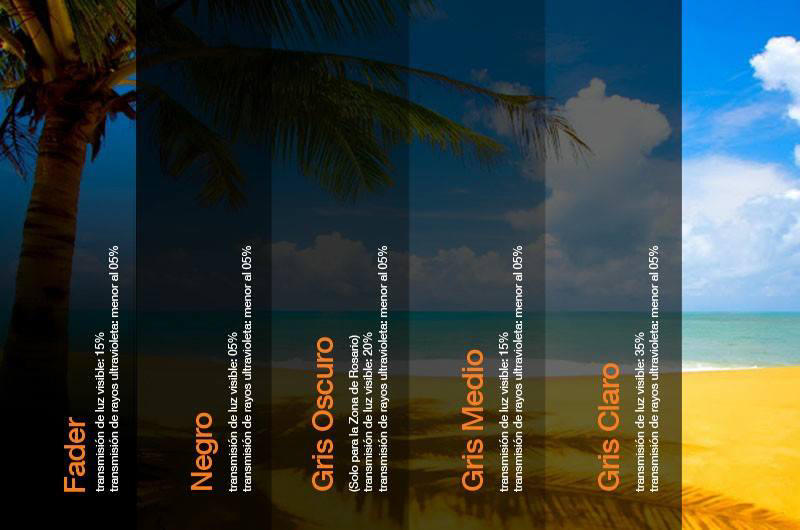 Fader
transmisión de luz visible: 15%
transmisión de rayos ultravioleta: menor al 05%
Negro
transmisión de luz visible: 05%
transmisión de rayos ultravioleta: menor al 05%
Gris Oscuro
(Solo para la Zona de Rosario)
transmisión de luz visible: 20%
transmisión de rayos ultravioleta: menor al 05%
Gris Medio
transmisión de luz visible: 15%
transmisión de rayos ultravioleta: menor al 05%
Gris Claro
transmisión de luz visible: 35%
transmisión de rayos ultravioleta: menor al 05%